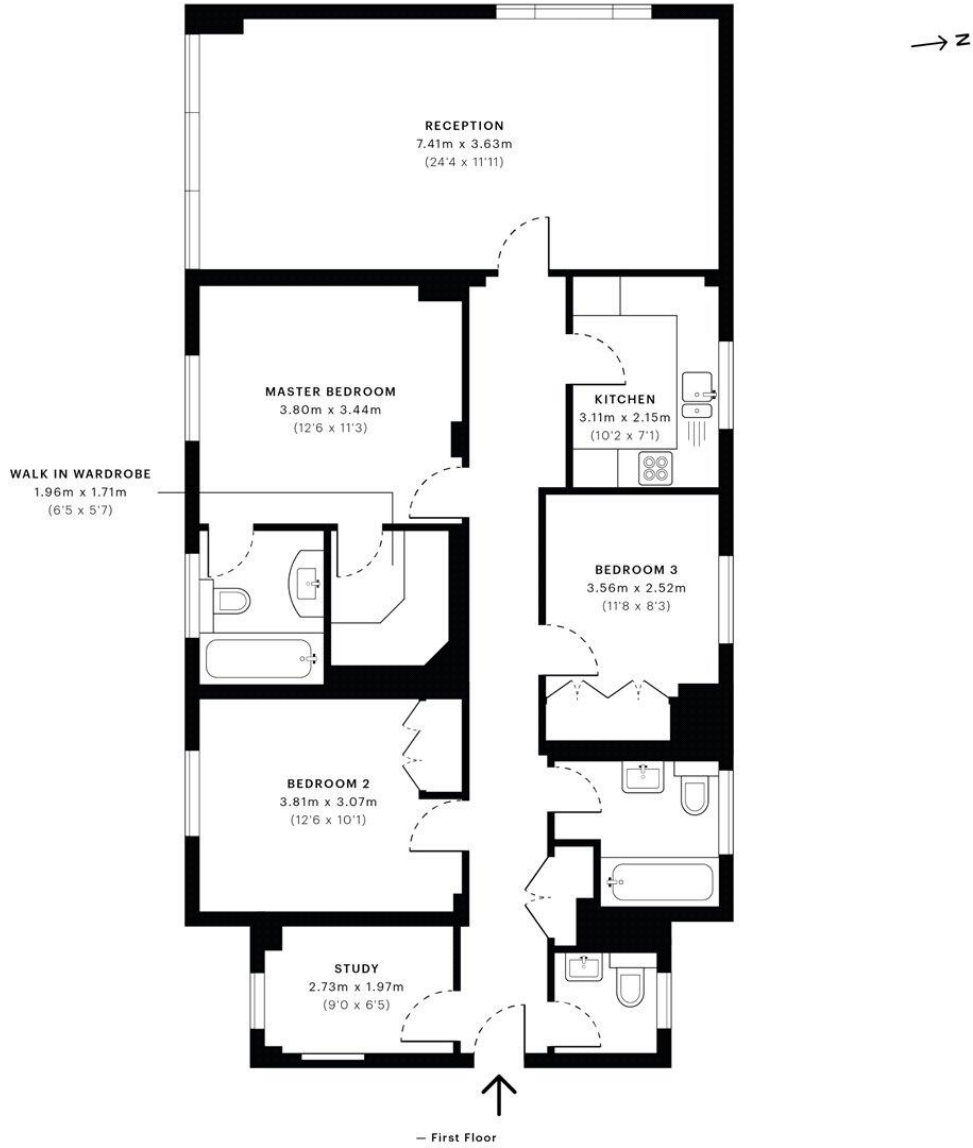 N
RECEPTION
7.41m x 3.63m
(24'4 x 11'11)
MASTER BEDROOM
3.80m x 3.44m
(12'6 x 11'3)
KITCHEN
3.11m x 2.15m
(10'2 x 7'1)
WALK IN WARDROBE
1.96m x 1.71m
(6'5 x 5'7)
BEDROOM 3
3.56m x 2.52m
(11'8 x 8'3)
BEDROOM 2
3.81m x 3.07m
(12'6 x 10'1)
STUDY
2.73m x 1.97m
(9'0 x 6'5)
— First Floor